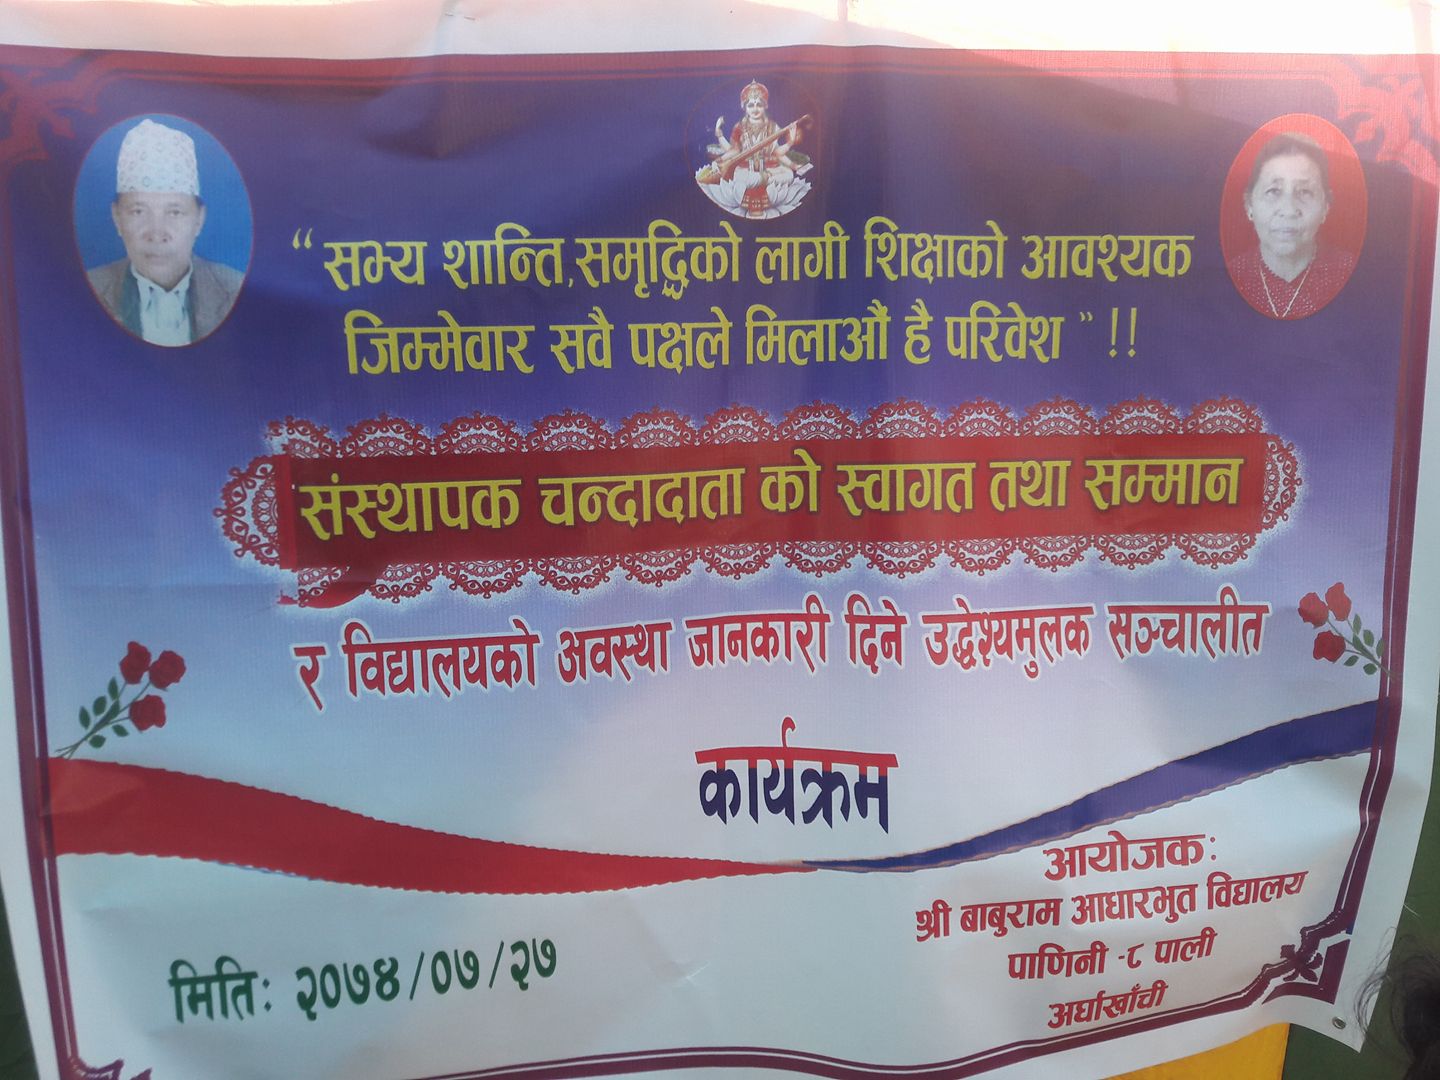 “ सभ्य शान्ति,समृद्धिको लागी शिक्षाको आवश्यक
जिम्मेवार सवै पक्षले मिलाऔं है परिवेश ” !!
संस्थापक चन्दादाता को स्वागत तथा सम्मान
र विद्यालयको अवस्था जानकारी दिने उद्धेश्यमुलक सञ्चालीत
कार्यक्रम
आयोजक:
श्री बाबुराम आधारभुत विद्यालय
पाणिनी -८ पाली
अर्घाखाँची
मिति: २०७४/०७/२७